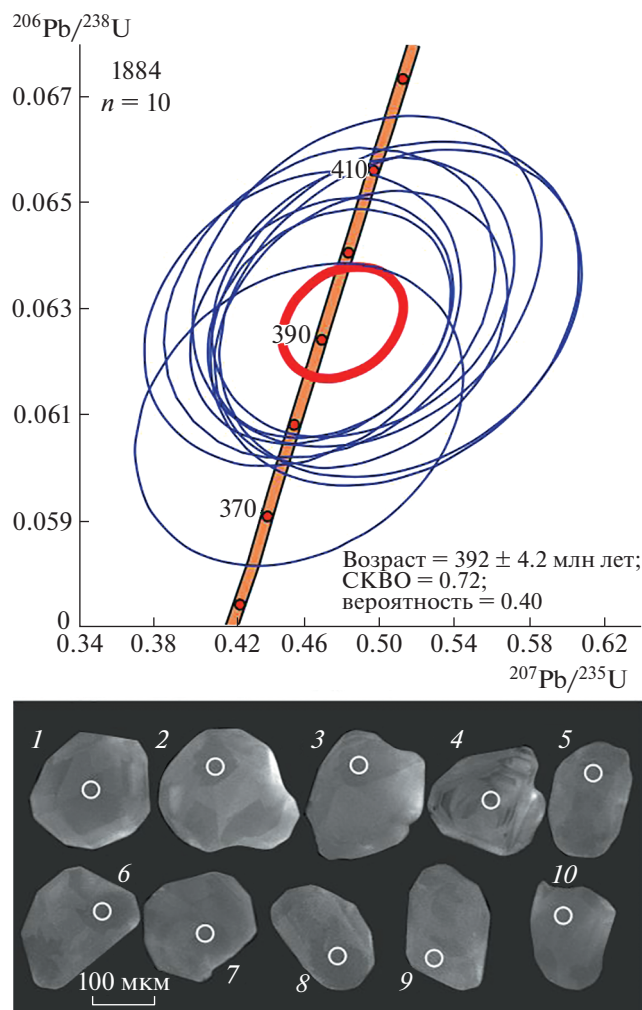 206Pb/238U
1884
n = 10
0.067
0.065
0.063
0.061
0.059
0
410
390
370
Возраст = 392 ± 4.2 млн лет;
СКВО = 0.72;
вероятность = 0.40
0.34 0.38 0.42 0.46 0.50 0.54 0.58 0.62
207Pb/235U
1 2 3 4 5
6 7 8 9 10
100 мкм